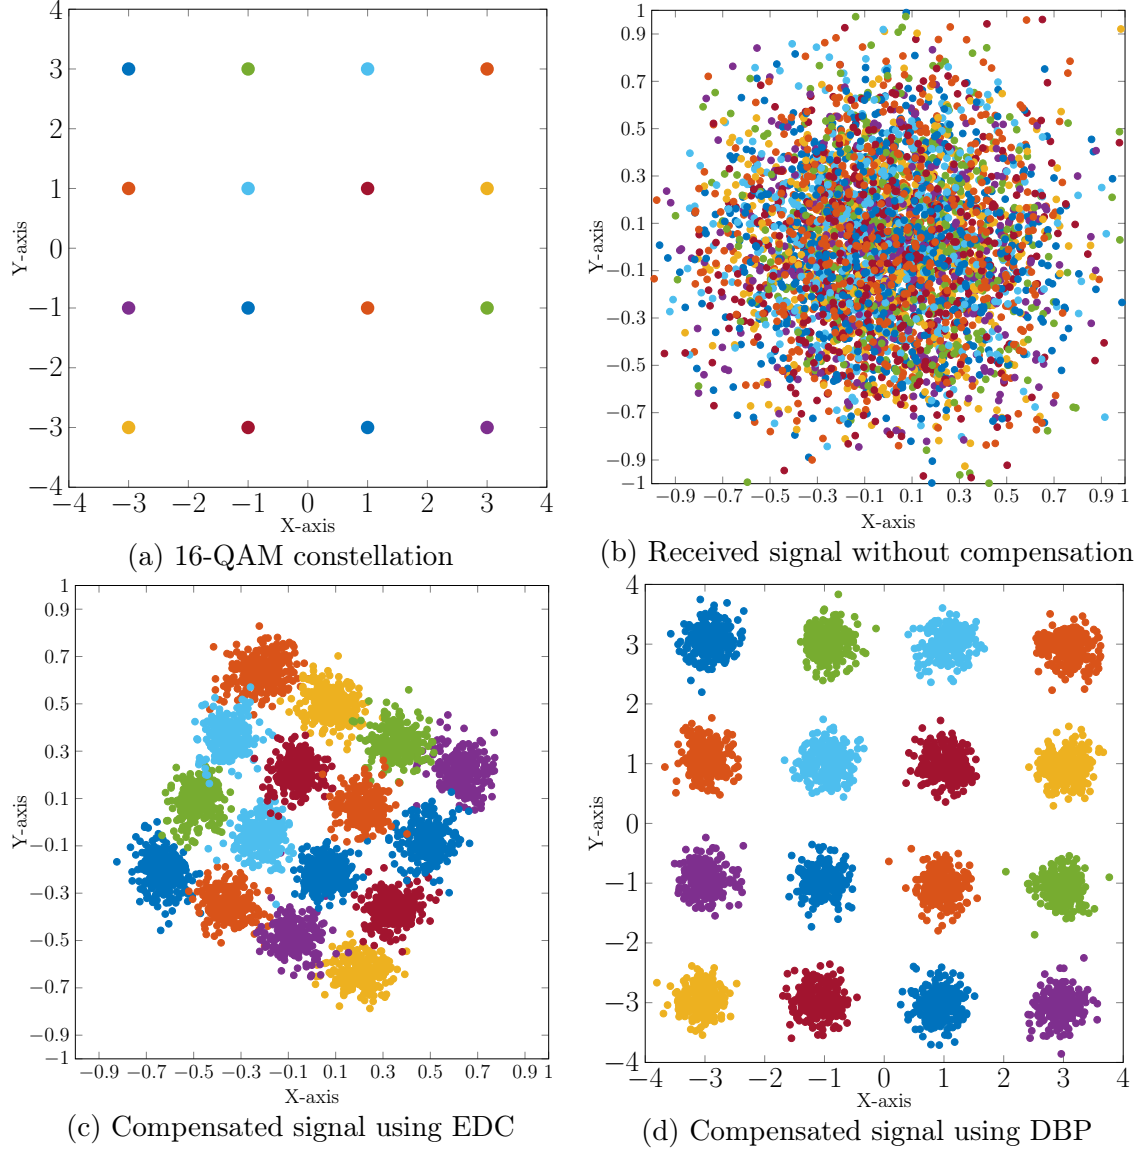 4
3
2
1
0
−1
−2
−3
−4
Y-axis
−4 −3 −2 −1 0 1 2 3 4
X-axis
(a) 16-QAM constellation
1
0.9
0.7
0.5
0.3
0.1
−0.1
−0.3
−0.5
−0.7
−0.9
−1
Y-axis
−0.9 −0.7 −0.5 −0.3 −0.1 0.1 0.3 0.5 0.7 0.9 1
X-axis
(b) Received signal without compensation
1
0.9
0.7
0.5
0.3
0.1
−0.1
−0.3
−0.5
−0.7
−0.9
−1
Y-axis
−0.9 −0.7 −0.5 −0.3 −0.1 0.1 0.3 0.5 0.7 0.9 1
X-axis
(c) Compensated signal using EDC
4
3
2
1
0
−1
−2
−3
−4
Y-axis
−4 −3 −2 −1 0 1 2 3 4
X-axis
(d) Compensated signal using DBP